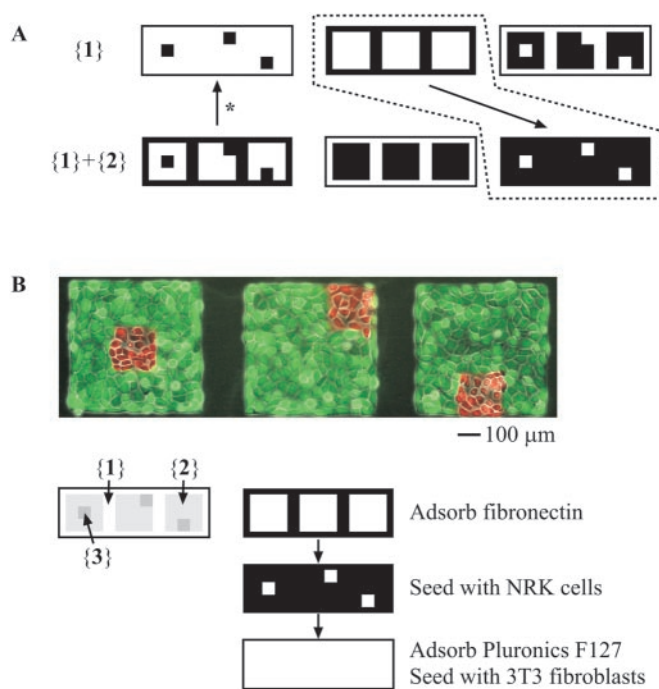 A
{1}
*
{1}+{2}
B
100 µm
{1}
{2}
{3}
Adsorb fibronectin
Seed with NRK cells
Adsorb Pluronics F127
Seed with 3T3 fibroblasts